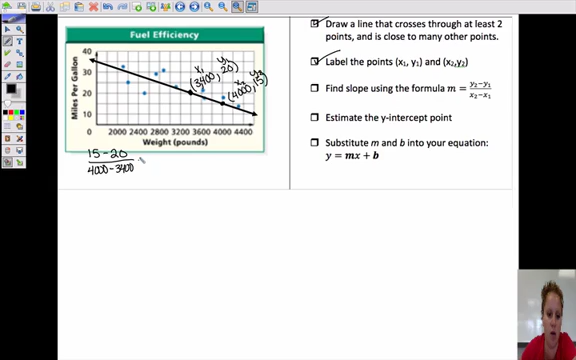 Fuel Efficiency
Miles Per Gallon
40
30
20
10
0
2000 2400 2800 3200 3600 4000 4400
Weight (pounds)
x1 y1
(3400, 20)
x2 y2
(4000, 15)
15 - 20
4000 - 3400
Draw a line that crosses through at least 2
points, and is close to many other points.
Label the points (x1, y1) and (x2,y2)
Find slope using the formula m = y2−y1
x2−x1
Estimate the y-intercept point
Substitute m and b into your equation:
y = mx + b